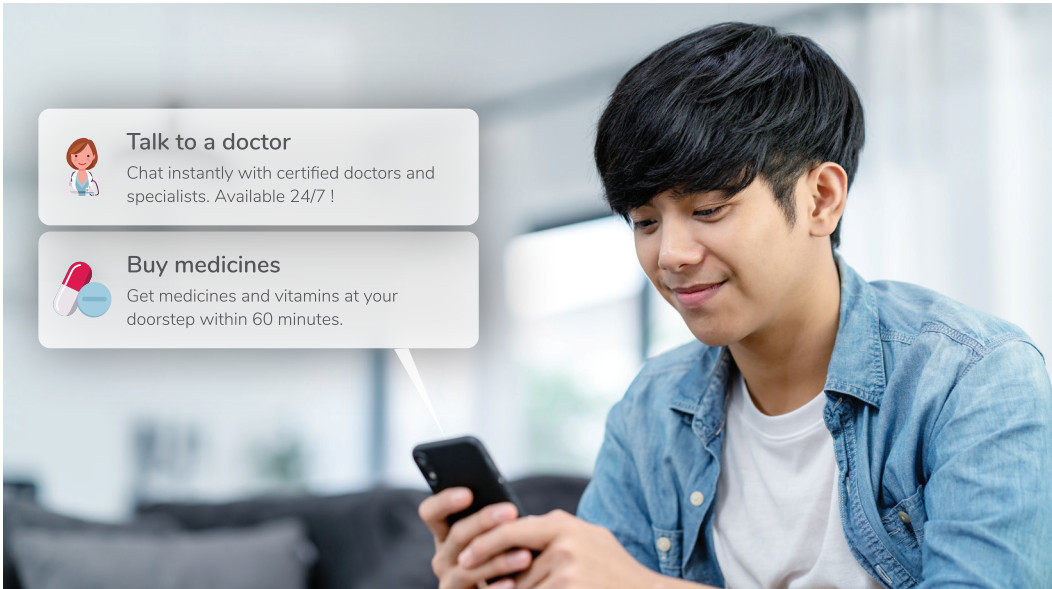 Talk to a doctor
Chat instantly with certified doctors and
specialists. Available 24/7 !
Buy medicines
Get medicines and vitamins at your
doorstep within 60 minutes.